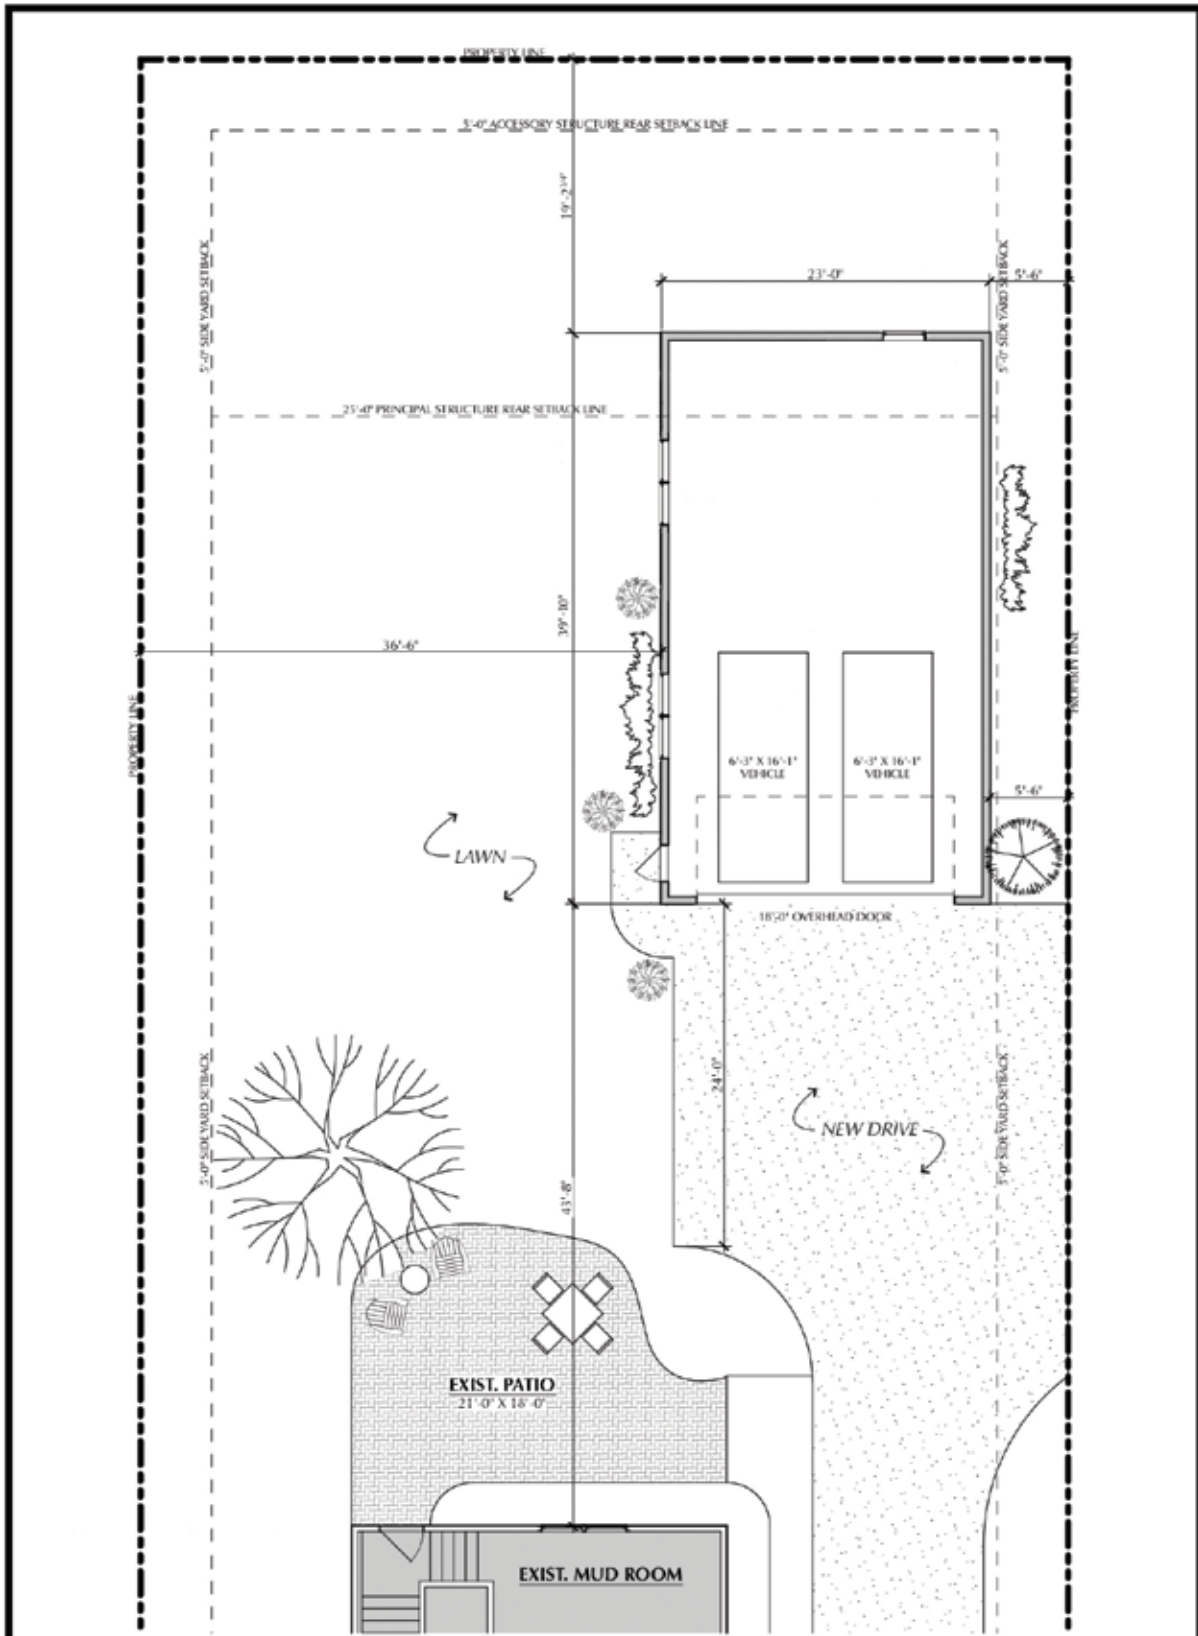 PROPERTY LINE
5'-0" ACCESSORY STRUCTURE REAR SETBACK LINE
19'-2 3/4"
5'-0" SIDE YARD SETBACK
23'-0"
5'-6"
5'-0" SIDE YARD SETBACK
25'-0" PRINCIPAL STRUCTURE REAR SETBACK LINE
39'-10"
36'-6"
PROPERTY LINE
PROPERTY LINE
6'-3" X 16'-1"
VEHICLE
6'-3" X 16'-1"
VEHICLE
5'-6"
LAWN
18'-0" OVERHEAD DOOR
24'-0"
NEW DRIVE
5'-0" SIDE YARD SETBACK
5'-0" SIDE YARD SETBACK
43'-8"
EXIST. PATIO
21'-0" X 18'-0"
EXIST. MUD ROOM